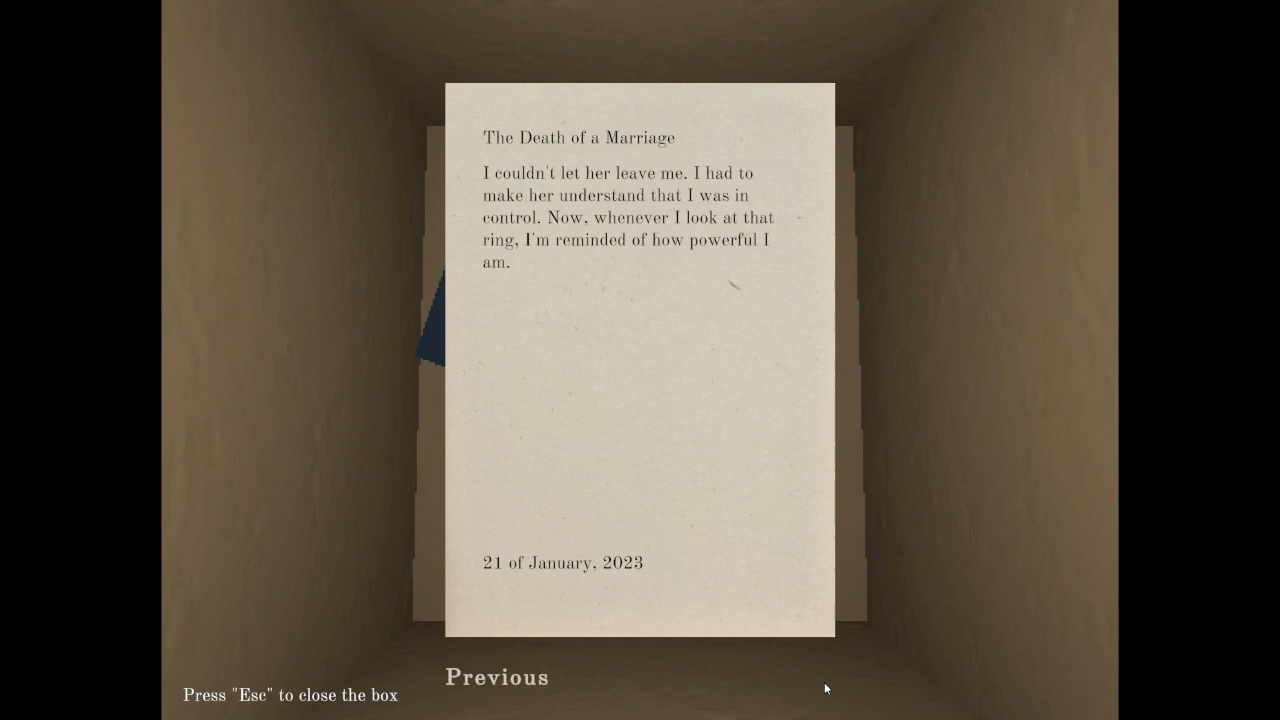 The Death of a Marriage
I couldn't let her leave me. I had to
make her understand that I was in
control. Now, whenever I look at that
ring, I'm reminded of how powerful I
am.
21 of January, 2023
Previous
Press "Esc" to close the box